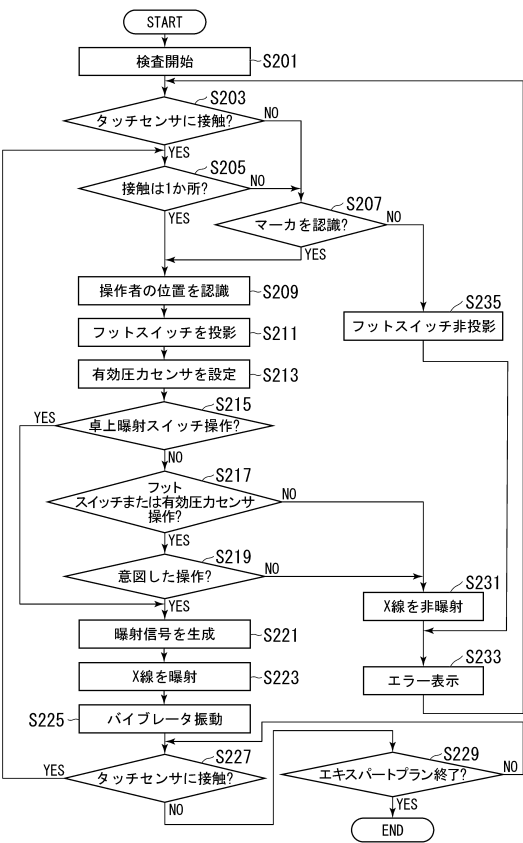 START
検査開始
S201
S203
タッチセンサに接触?
NO
YES
S205
接触は1か所?
NO
YES
S207
マーカを認識?
NO
YES
操作者の位置を認識
S209
フットスイッチを投影
S211
有効圧力センサを設定
S213
S235
フットスイッチ非投影
S215
卓上曝射スイッチ操作?
YES
NO
S217
フット
スイッチまたは有効圧力センサ
操作?
NO
YES
S219
意図した操作?
NO
YES
S231
X線を非曝射
曝射信号を生成
S221
X線を曝射
S223
S233
エラー表示
バイブレータ振動
S225
S227
タッチセンサに接触?
YES
NO
S229
エキスパートプラン終了?
NO
YES
END